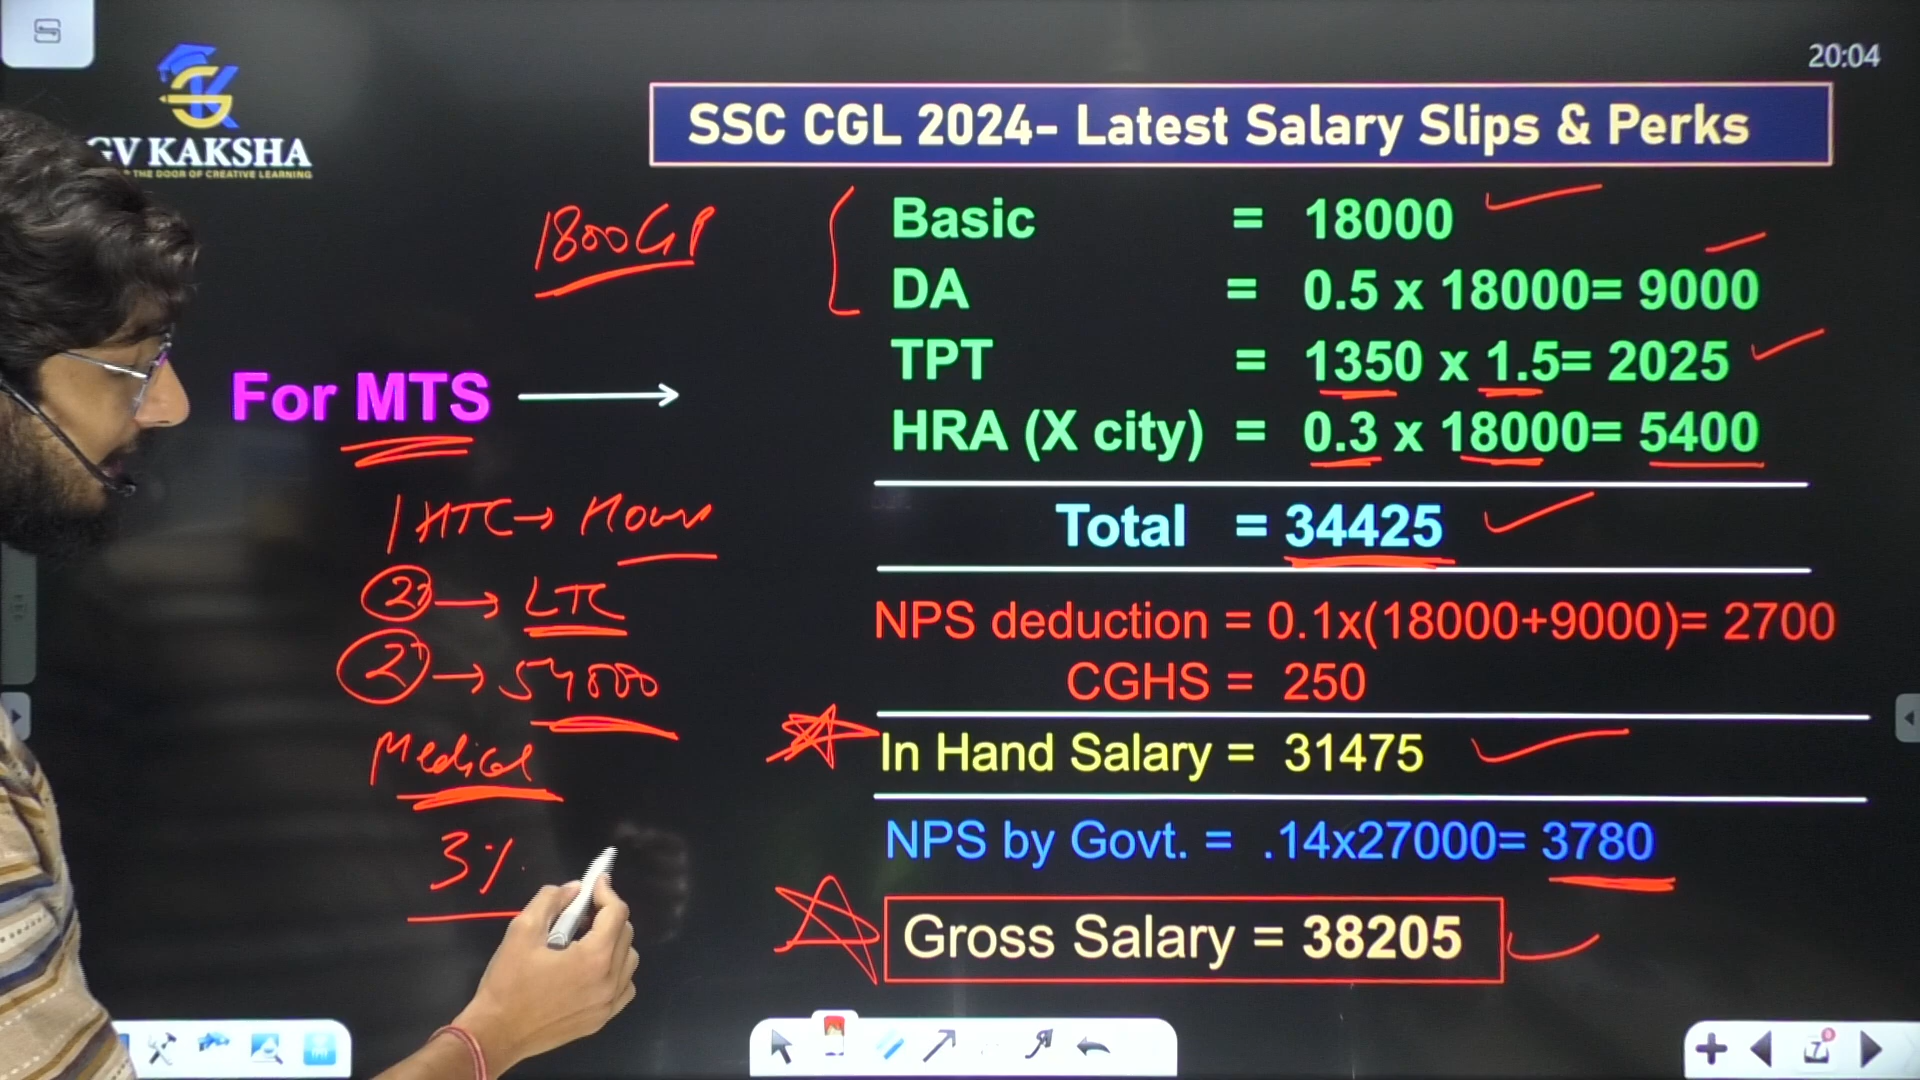 20:04
GV KAKSHA
THE DOOR OF CREATIVE LEARNING
SSC CGL 2024- Latest Salary Slips & Perks
1800GP
Basic = 18000
DA = 0.5 x 18000= 9000
TPT = 1350 x 1.5= 2025
For MTS
HRA (X city) = 0.3 x 18000= 5400
1 HTC → Home
Total = 34425
2 → LTC
NPS deduction = 0.1x(18000+9000)= 2700
2 → 54000
CGHS = 250
Medical
In Hand Salary = 31475
3%
NPS by Govt. = .14x27000= 3780
Gross Salary = 38205
7